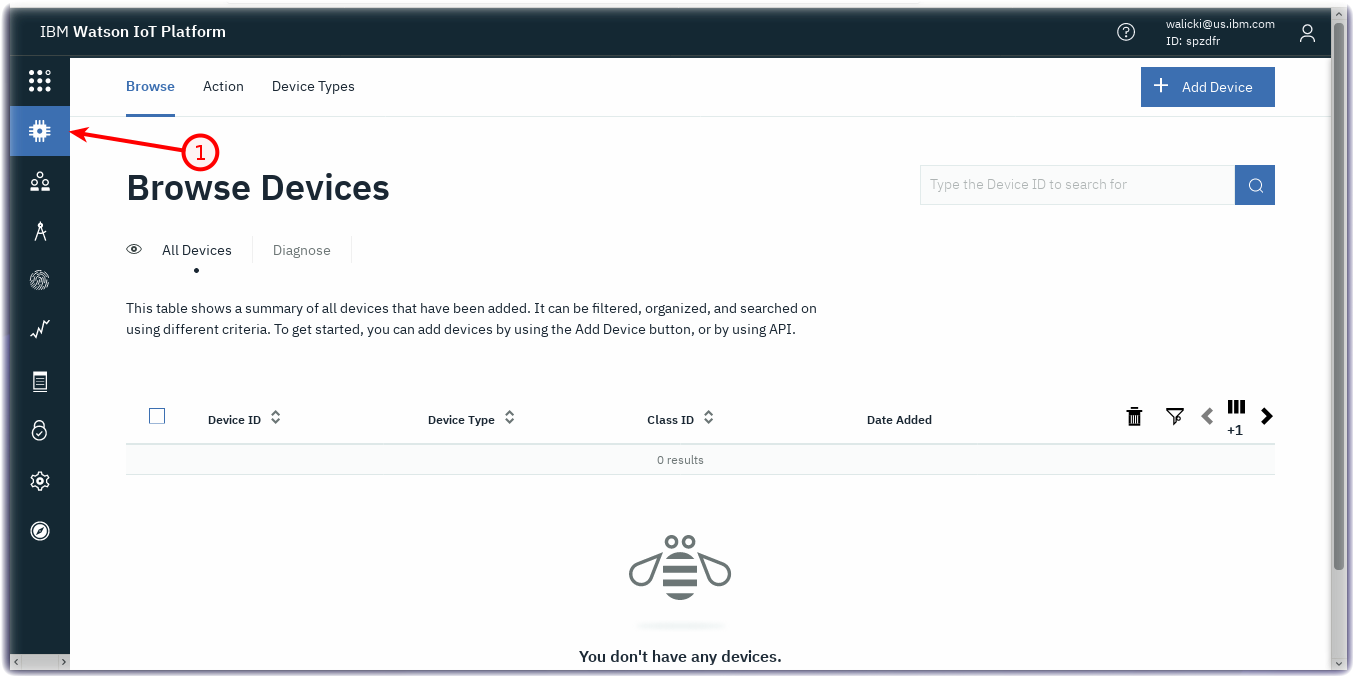 IBM Watson IoT Platform
walicki@us.ibm.com
ID: spzdfr
Browse
Action
Device Types
Add Device
1
Browse Devices
Type the Device ID to search for
All Devices
Diagnose
This table shows a summary of all devices that have been added. It can be filtered, organized, and searched on
using different criteria. To get started, you can add devices by using the Add Device button, or by using API.
Device ID
Device Type
Class ID
Date Added
+1
0 results
You don't have any devices.